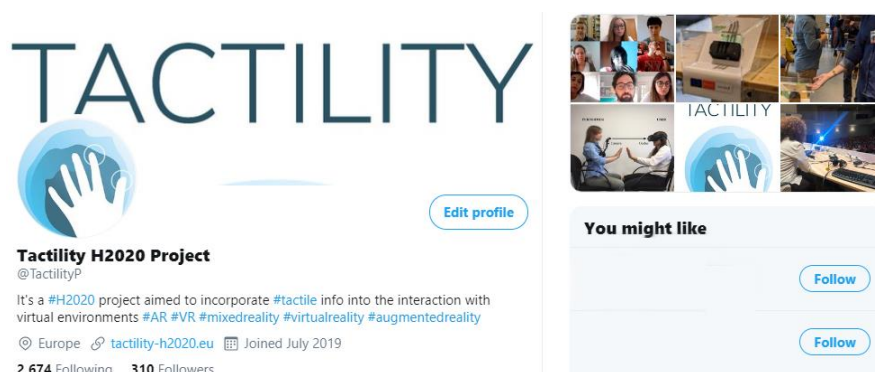 TACTILITY
Edit profile
Tactility H2020 Project
@TactilityP
It's a #H2020 project aimed to incorporate #tactile info into the interaction with
virtual environments #AR #VR #mixedreality #virtualreality #augmentedreality
Europe tactility-h2020.eu Joined July 2019
2,674 Following 310 Followers
TACTILITY
You might like
Follow
Follow